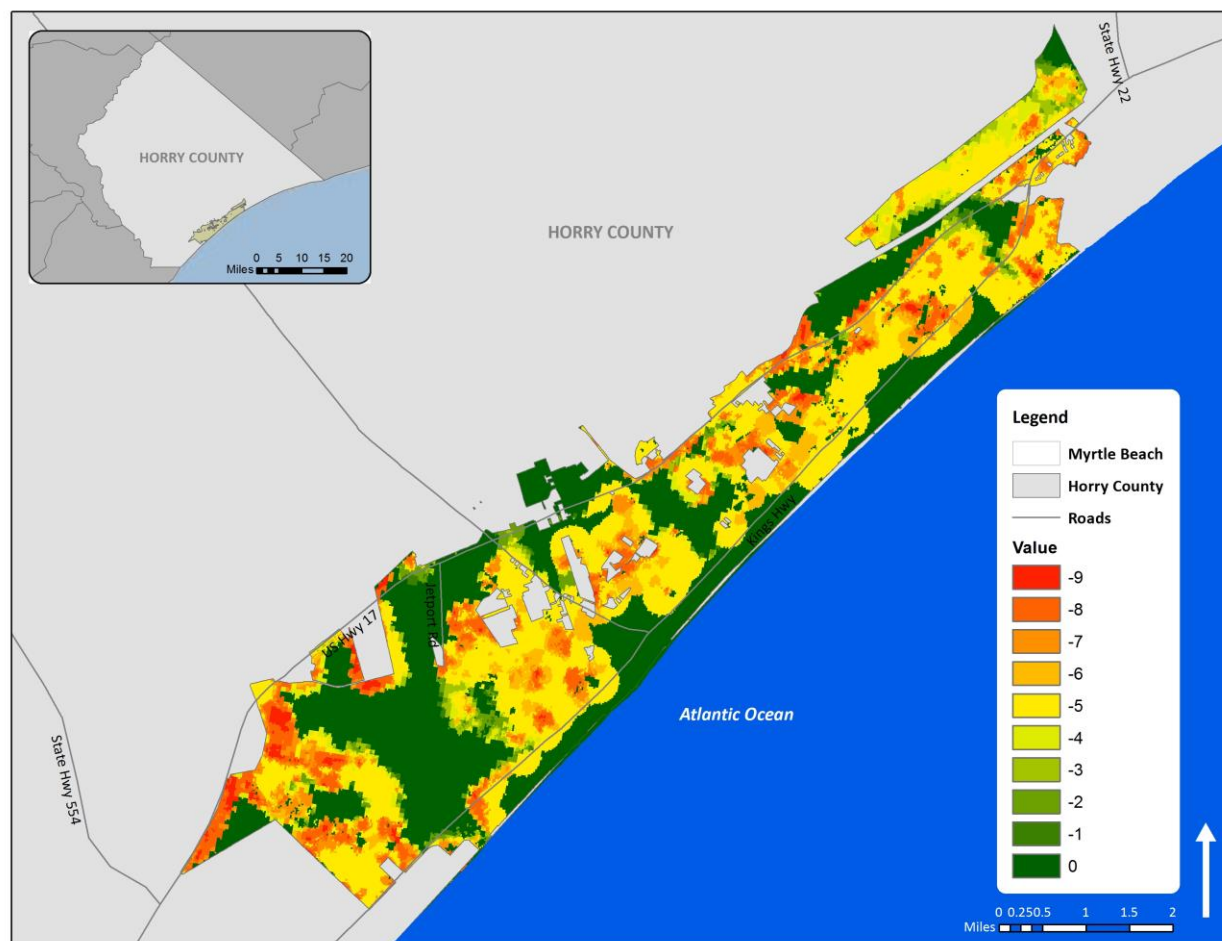 HORRY COUNTY
0 5 10 15 20
Miles
HORRY COUNTY
State Hwy 22
Kings Hwy
Jetport Rd
US Hwy 17
State Hwy 554
Atlantic Ocean
Legend
Myrtle Beach
Horry County
Roads
Value
-9
-8
-7
-6
-5
-4
-3
-2
-1
0
0 0.25 0.5 1 1.5 2
Miles